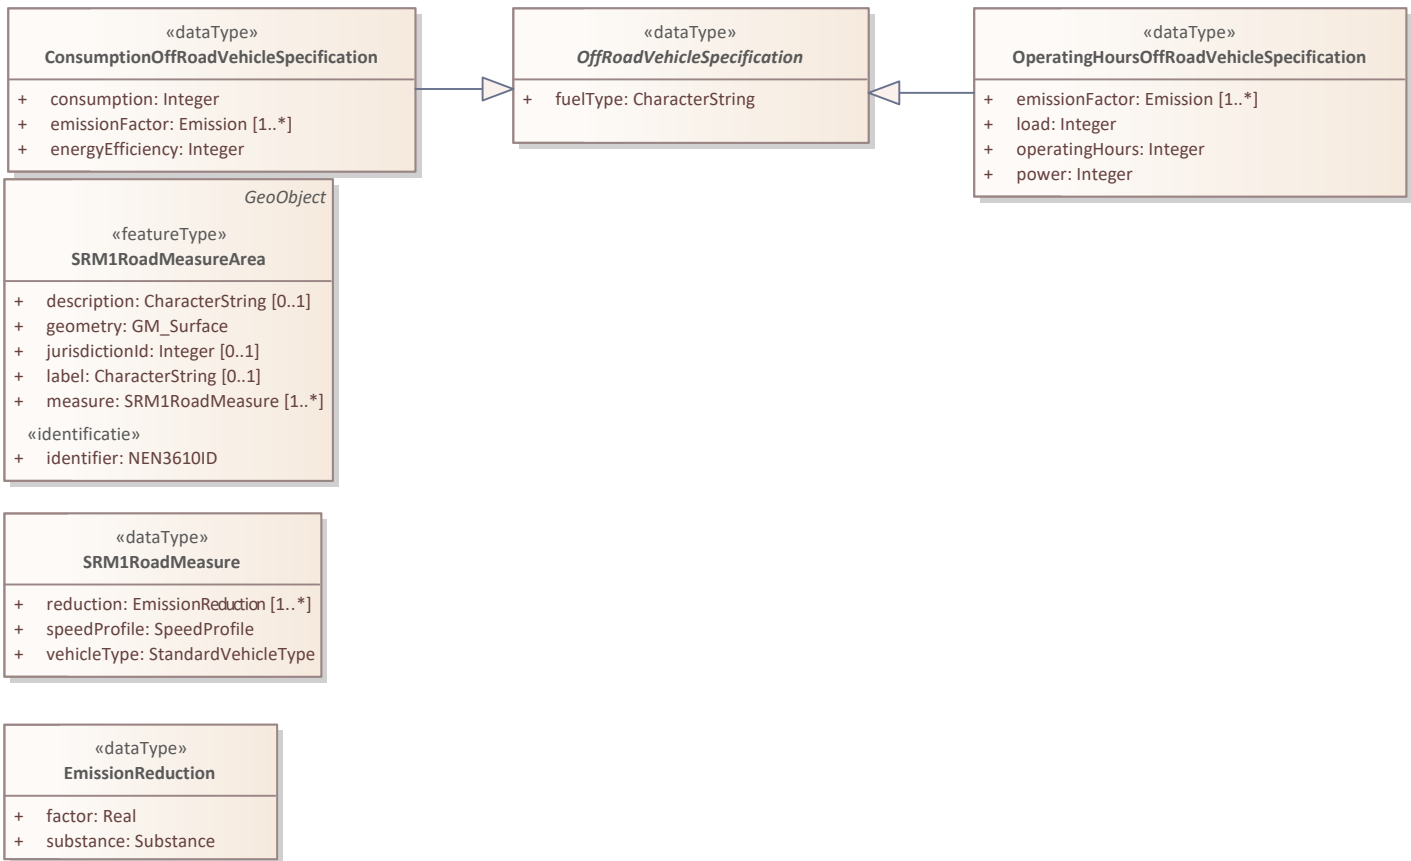 «dataType»
ConsumptionOffRoadVehicleSpecification
+ consumption: Integer
+ emissionFactor: Emission [1..*]
+ energyEfficiency: Integer
«dataType»
OffRoadVehicleSpecification
+ fuelType: CharacterString
«dataType»
OperatingHoursOffRoadVehicleSpecification
+ emissionFactor: Emission [1..*]
+ load: Integer
+ operatingHours: Integer
+ power: Integer
GeoObject
«featureType»
SRM1RoadMeasureArea
+ description: CharacterString [0..1]
+ geometry: GM_Surface
+ jurisdictionId: Integer [0..1]
+ label: CharacterString [0..1]
+ measure: SRM1RoadMeasure [1..*]
«identificatie»
+ identifier: NEN3610ID
«dataType»
SRM1RoadMeasure
+ reduction: EmissionReduction [1..*]
+ speedProfile: SpeedProfile
+ vehicleType: StandardVehicleType
«dataType»
EmissionReduction
+ factor: Real
+ substance: Substance